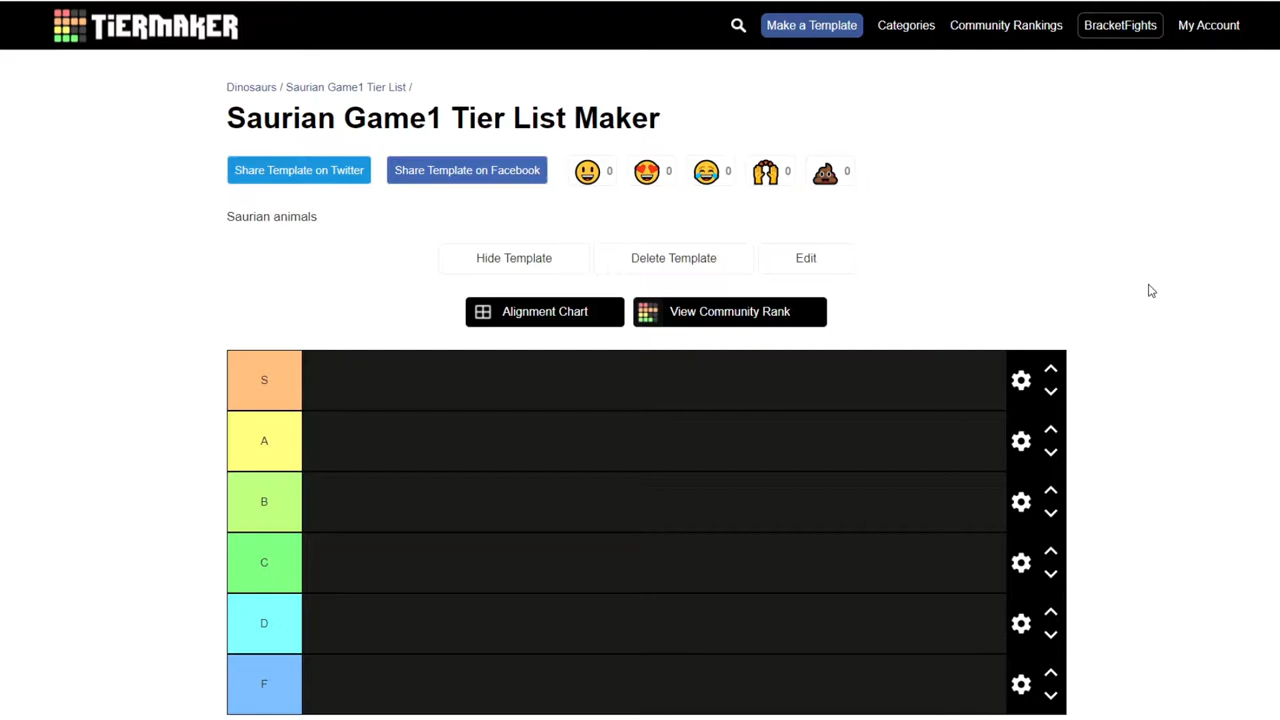 TiERMAKER
Make a Template Categories Community Rankings BracketFights My Account
Dinosaurs / Saurian Game1 Tier List /
Saurian Game1 Tier List Maker
Share Template on Twitter Share Template on Facebook 0 0 0 0 0
Saurian animals
Hide Template Delete Template Edit
Alignment Chart View Community Rank
S
A
B
C
D
F